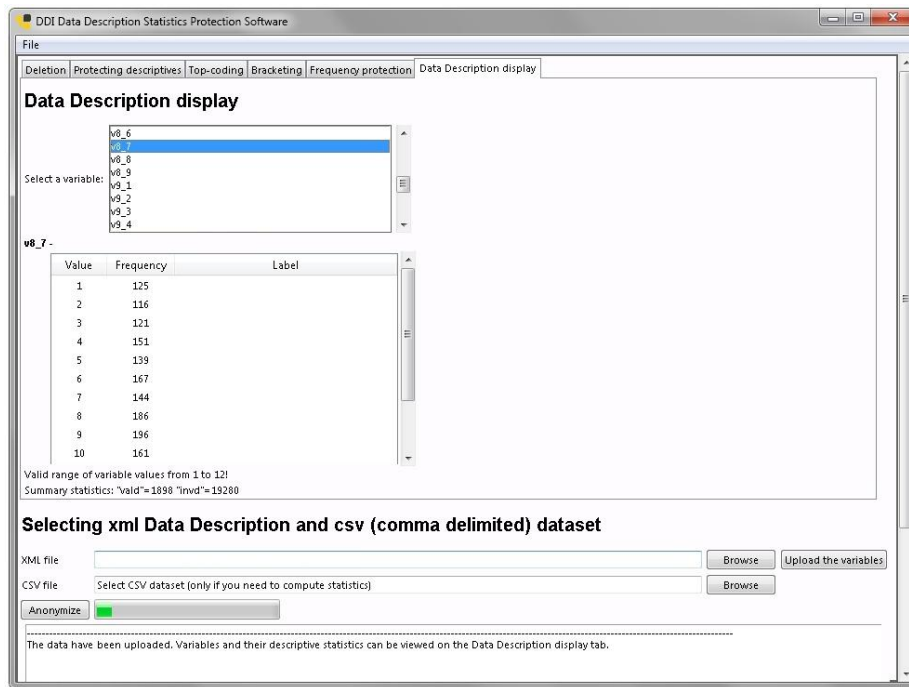 DDI Data Description Statistics Protection Software
File
Deletion Protecting descriptives Top-coding Bracketing Frequency protection Data Description display
Data Description display
Select a variable:
v8_6
v8_7
v8_8
v8_9
v9_1
v9_2
v9_3
v9_4
v8_7 -
Value Frequency Label
1 125
2 116
3 121
4 151
5 139
6 167
7 144
8 186
9 196
10 161
Valid range of variable values from 1 to 12!
Summary statistics: "vald"=1898 "invd"=19280
Selecting xml Data Description and csv (comma delimited) dataset
XML file Browse Upload the variables
CSV file Select CSV dataset (only if you need to compute statistics) Browse
Anonymize
The data have been uploaded. Variables and their descriptive statistics can be viewed on the Data Description display tab.